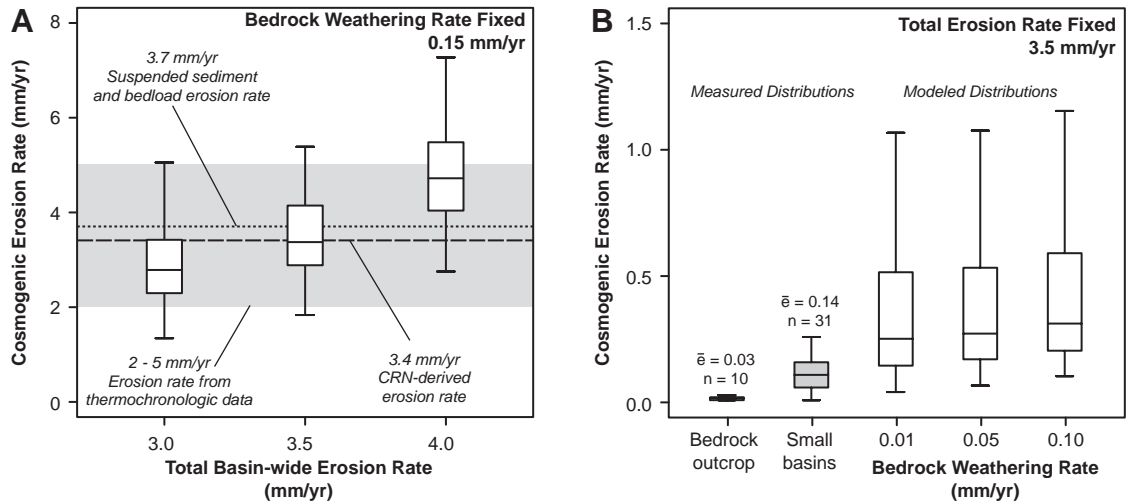 A
Bedrock Weathering Rate Fixed
0.15 mm/yr
Cosmogenic Erosion Rate (mm/yr)
8
6
4
2
0
3.7 mm/yr
Suspended sediment
and bedload erosion rate
2 - 5 mm/yr
Erosion rate from
thermochronologic data
3.4 mm/yr
CRN-derived
erosion rate
3.0
3.5
4.0
Total Basin-wide Erosion Rate
(mm/yr)
B
Total Erosion Rate Fixed
3.5 mm/yr
Cosmogenic Erosion Rate (mm/yr)
1.5
1.0
0.5
0.0
Measured Distributions
Modeled Distributions
ē = 0.03
n = 10
ē = 0.14
n = 31
Bedrock
outcrop
Small
basins
0.01
0.05
0.10
Bedrock Weathering Rate
(mm/yr)